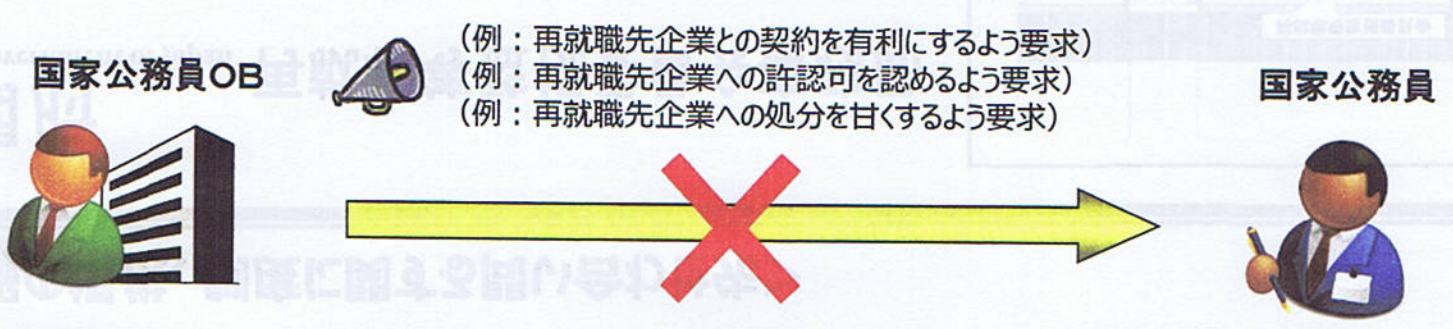 国家公務員OB
（例：再就職先企業との契約を有利にするよう要求）
（例：再就職先企業への許認可を認めるよう要求）
（例：再就職先企業への処分を甘くするよう要求）
国家公務員